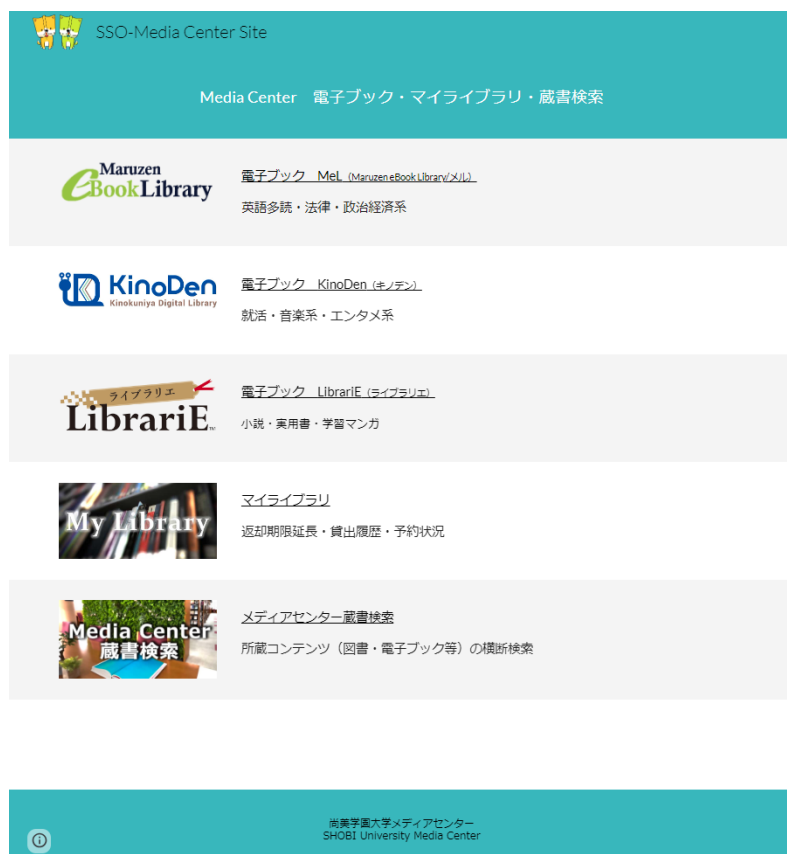 SSO-Media Center Site
Media Center　電子ブック・マイライブラリ・蔵書検索
Maruzen
eBook Library
電子ブック　MeL（Maruzen eBook Library/メル）
英語多読・法律・政治経済系
KinoDen
Kinokuniya Digital Library
電子ブック　KinoDen（キノデン）
就活・音楽系・エンタメ系
ライブラリエ
LibrariE™
電子ブック　LibrariE（ライブラリエ）
小説・実用書・学習マンガ
My Library
マイライブラリ
返却期限延長・貸出履歴・予約状況
Media Center
蔵書検索
メディアセンター蔵書検索
所蔵コンテンツ（図書・電子ブック等）の横断検索
尚美学園大学メディアセンター
SHOBI University Media Center